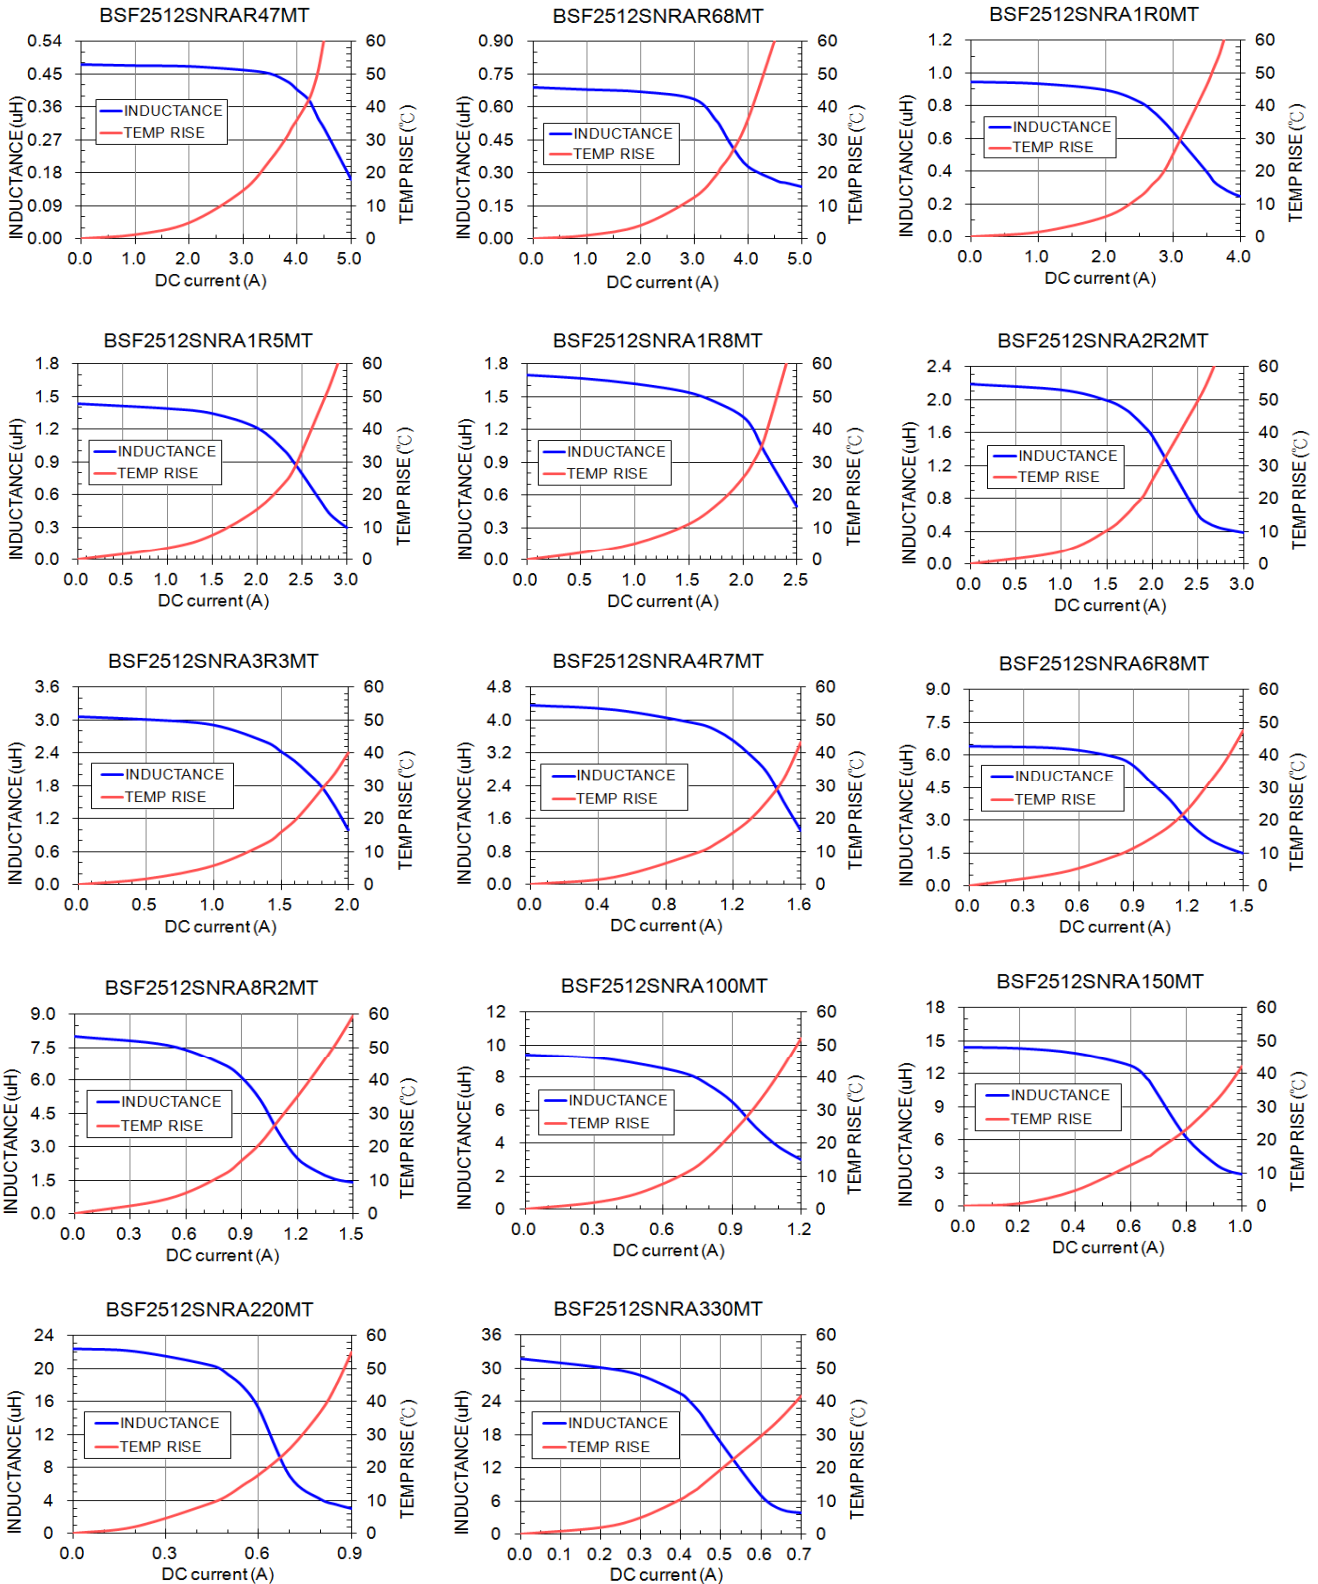 BSF2512SNRAR47MT
0.54 60
0.45 50
0.36 40
0.27 30
0.18 20
0.09 10
0.00 0
INDUCTANCE
TEMP RISE
INDUCTANCE (uH)
TEMP RISE (℃)
0.0 1.0 2.0 3.0 4.0 5.0
DC current (A)
BSF2512SNRAR68MT
0.90 60
0.75 50
0.60 40
0.45 30
0.30 20
0.15 10
0.00 0
INDUCTANCE
TEMP RISE
INDUCTANCE (uH)
TEMP RISE (℃)
0.0 1.0 2.0 3.0 4.0 5.0
DC current (A)
BSF2512SNRA1R0MT
1.2 60
1.0 50
0.8 40
0.6 30
0.4 20
0.2 10
0.0 0
INDUCTANCE
TEMP RISE
INDUCTANCE (uH)
TEMP RISE (℃)
0.0 1.0 2.0 3.0 4.0
DC current (A)
BSF2512SNRA1R5MT
1.8 60
1.5 50
1.2 40
0.9 30
0.6 20
0.3 10
0.0 0
INDUCTANCE
TEMP RISE
INDUCTANCE (uH)
TEMP RISE (℃)
0.0 0.5 1.0 1.5 2.0 2.5 3.0
DC current (A)
BSF2512SNRA1R8MT
1.8 60
1.5 50
1.2 40
0.9 30
0.6 20
0.3 10
0.0 0
INDUCTANCE
TEMP RISE
INDUCTANCE (uH)
TEMP RISE (℃)
0.0 0.5 1.0 1.5 2.0 2.5
DC current (A)
BSF2512SNRA2R2MT
2.4 60
2.0 50
1.6 40
1.2 30
0.8 20
0.4 10
0.0 0
INDUCTANCE
TEMP RISE
INDUCTANCE (uH)
TEMP RISE (℃)
0.0 0.5 1.0 1.5 2.0 2.5 3.0
DC current (A)
BSF2512SNRA3R3MT
3.6 60
3.0 50
2.4 40
1.8 30
1.2 20
0.6 10
0.0 0
INDUCTANCE
TEMP RISE
INDUCTANCE (uH)
TEMP RISE (℃)
0.0 0.5 1.0 1.5 2.0
DC current (A)
BSF2512SNRA4R7MT
4.8 60
4.0 50
3.2 40
2.4 30
1.6 20
0.8 10
0.0 0
INDUCTANCE
TEMP RISE
INDUCTANCE (uH)
TEMP RISE (℃)
0.0 0.4 0.8 1.2 1.6
DC current (A)
BSF2512SNRA6R8MT
9.0 60
7.5 50
6.0 40
4.5 30
3.0 20
1.5 10
0.0 0
INDUCTANCE
TEMP RISE
INDUCTANCE (uH)
TEMP RISE (℃)
0.0 0.3 0.6 0.9 1.2 1.5
DC current (A)
BSF2512SNRA8R2MT
9.0 60
7.5 50
6.0 40
4.5 30
3.0 20
1.5 10
0.0 0
INDUCTANCE
TEMP RISE
INDUCTANCE (uH)
TEMP RISE (℃)
0.0 0.3 0.6 0.9 1.2 1.5
DC current (A)
BSF2512SNRA100MT
12 60
10 50
8 40
6 30
4 20
2 10
0 0
INDUCTANCE
TEMP RISE
INDUCTANCE (uH)
TEMP RISE (℃)
0.0 0.3 0.6 0.9 1.2
DC current (A)
BSF2512SNRA150MT
18 60
15 50
12 40
9 30
6 20
3 10
0 0
INDUCTANCE
TEMP RISE
INDUCTANCE (uH)
TEMP RISE (℃)
0.0 0.2 0.4 0.6 0.8 1.0
DC current (A)
BSF2512SNRA220MT
24 60
20 50
16 40
12 30
8 20
4 10
0 0
INDUCTANCE
TEMP RISE
INDUCTANCE (uH)
TEMP RISE (℃)
0.0 0.3 0.6 0.9
DC current (A)
BSF2512SNRA330MT
36 60
30 50
24 40
18 30
12 20
6 10
0 0
INDUCTANCE
TEMP RISE
INDUCTANCE (uH)
TEMP RISE (℃)
0.0 0.1 0.2 0.3 0.4 0.5 0.6 0.7
DC current (A)